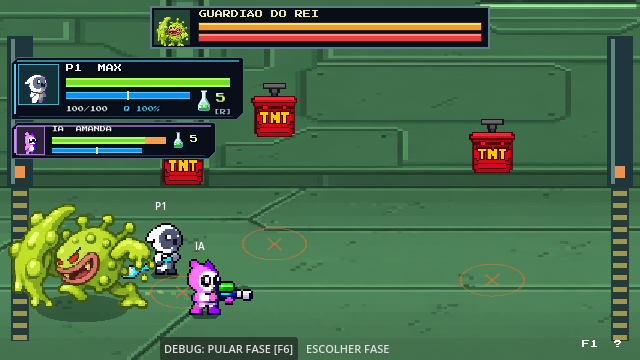 GUARDIÃO DO REI
P1 MAX
100/100 Q 100%
5
[R]
IA AMANDA
5
TNT
TNT
TNT
P1
IA
DEBUG: PULAR FASE [F6]
ESCOLHER FASE
F1 ?